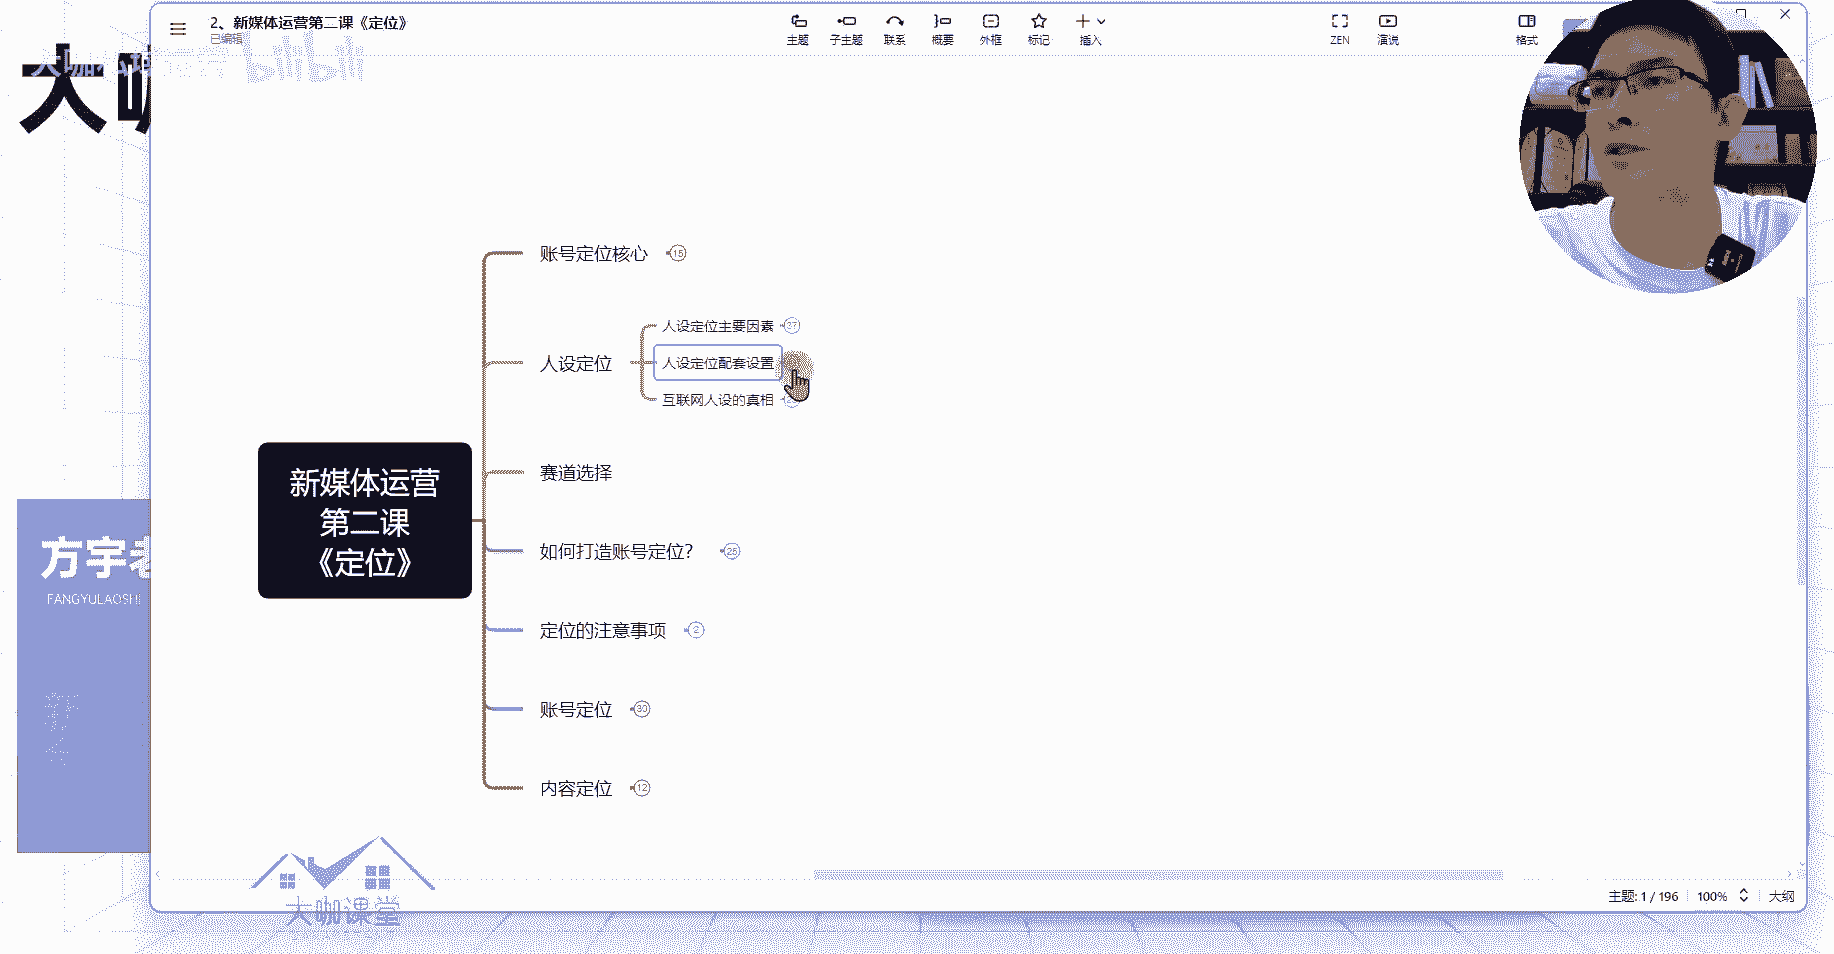 2、新媒体运营第二课《定位》
已编辑
主题
子主题
联系
概要
外框
标记
插入
ZEN
演说
格式
bilibili
大咖
账号定位核心
15
人设定位主要因素
37
人设定位
人设定位配套设置
互联网人设的真相
赛道选择
新媒体运营
第二课
《定位》
如何打造账号定位?
25
方宇老
FANGYULAOSHI
定位的注意事项
2
账号定位
30
内容定位
12
大咖课堂
主题: 1 / 196
100%
大纲